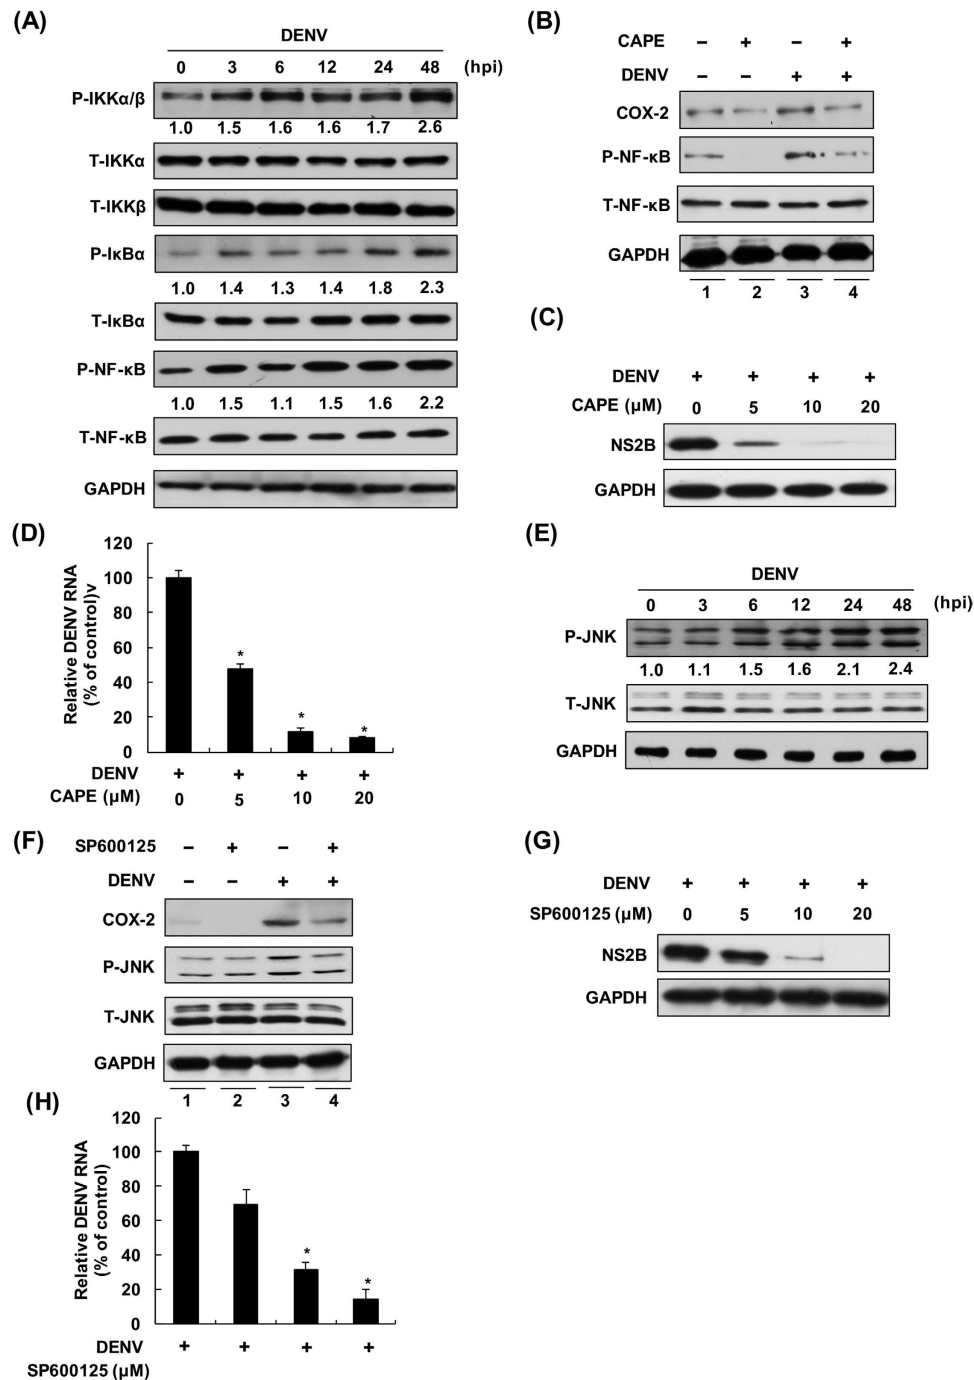 (A)
DENV
0 3 6 12 24 48 (hpi)
P-IKKα/β
1.0 1.5 1.6 1.6 1.7 2.6
T-IKKα
T-IKKβ
P-IκBα
1.0 1.4 1.3 1.4 1.8 2.3
T-IκBα
P-NF-κB
1.0 1.5 1.1 1.5 1.6 2.2
T-NF-κB
GAPDH
(B)
CAPE – + – +
DENV – – + +
COX-2
P-NF-κB
T-NF-κB
GAPDH
1 2 3 4
(C)
DENV + + + +
CAPE (μM) 0 5 10 20
NS2B
GAPDH
(D)
Relative DENV RNA
(% of control)v
120
100
80
60
40
20
0
* * *
DENV + + + +
CAPE (μM) 0 5 10 20
(E)
DENV
0 3 6 12 24 48 (hpi)
P-JNK
1.0 1.1 1.5 1.6 2.1 2.4
T-JNK
GAPDH
(F)
SP600125 – + – +
DENV – – + +
COX-2
P-JNK
T-JNK
GAPDH
1 2 3 4
(G)
DENV + + + +
SP600125 (μM) 0 5 10 20
NS2B
GAPDH
(H)
Relative DENV RNA
(% of control)
120
100
80
60
40
20
0
* *
DENV + + + +
SP600125 (μM)